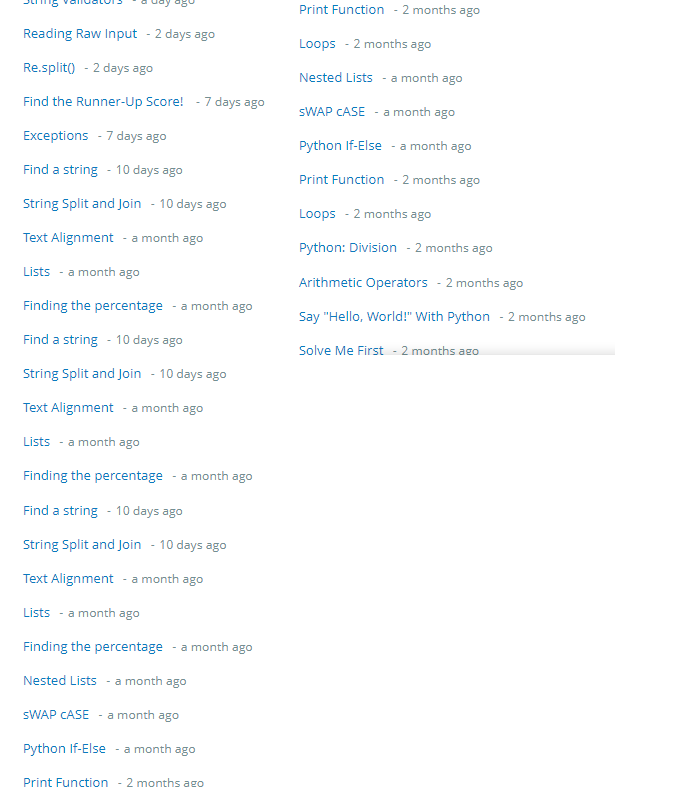 String Validators - a day ago
Reading Raw Input - 2 days ago
Re.split() - 2 days ago
Find the Runner-Up Score! - 7 days ago
Exceptions - 7 days ago
Find a string - 10 days ago
String Split and Join - 10 days ago
Text Alignment - a month ago
Lists - a month ago
Finding the percentage - a month ago
Find a string - 10 days ago
String Split and Join - 10 days ago
Text Alignment - a month ago
Lists - a month ago
Finding the percentage - a month ago
Find a string - 10 days ago
String Split and Join - 10 days ago
Text Alignment - a month ago
Lists - a month ago
Finding the percentage - a month ago
Nested Lists - a month ago
sWAP cASE - a month ago
Python If-Else - a month ago
Print Function - 2 months ago
Print Function - 2 months ago
Loops - 2 months ago
Nested Lists - a month ago
sWAP cASE - a month ago
Python If-Else - a month ago
Print Function - 2 months ago
Loops - 2 months ago
Python: Division - 2 months ago
Arithmetic Operators - 2 months ago
Say "Hello, World!" With Python - 2 months ago
Solve Me First - 2 months ago